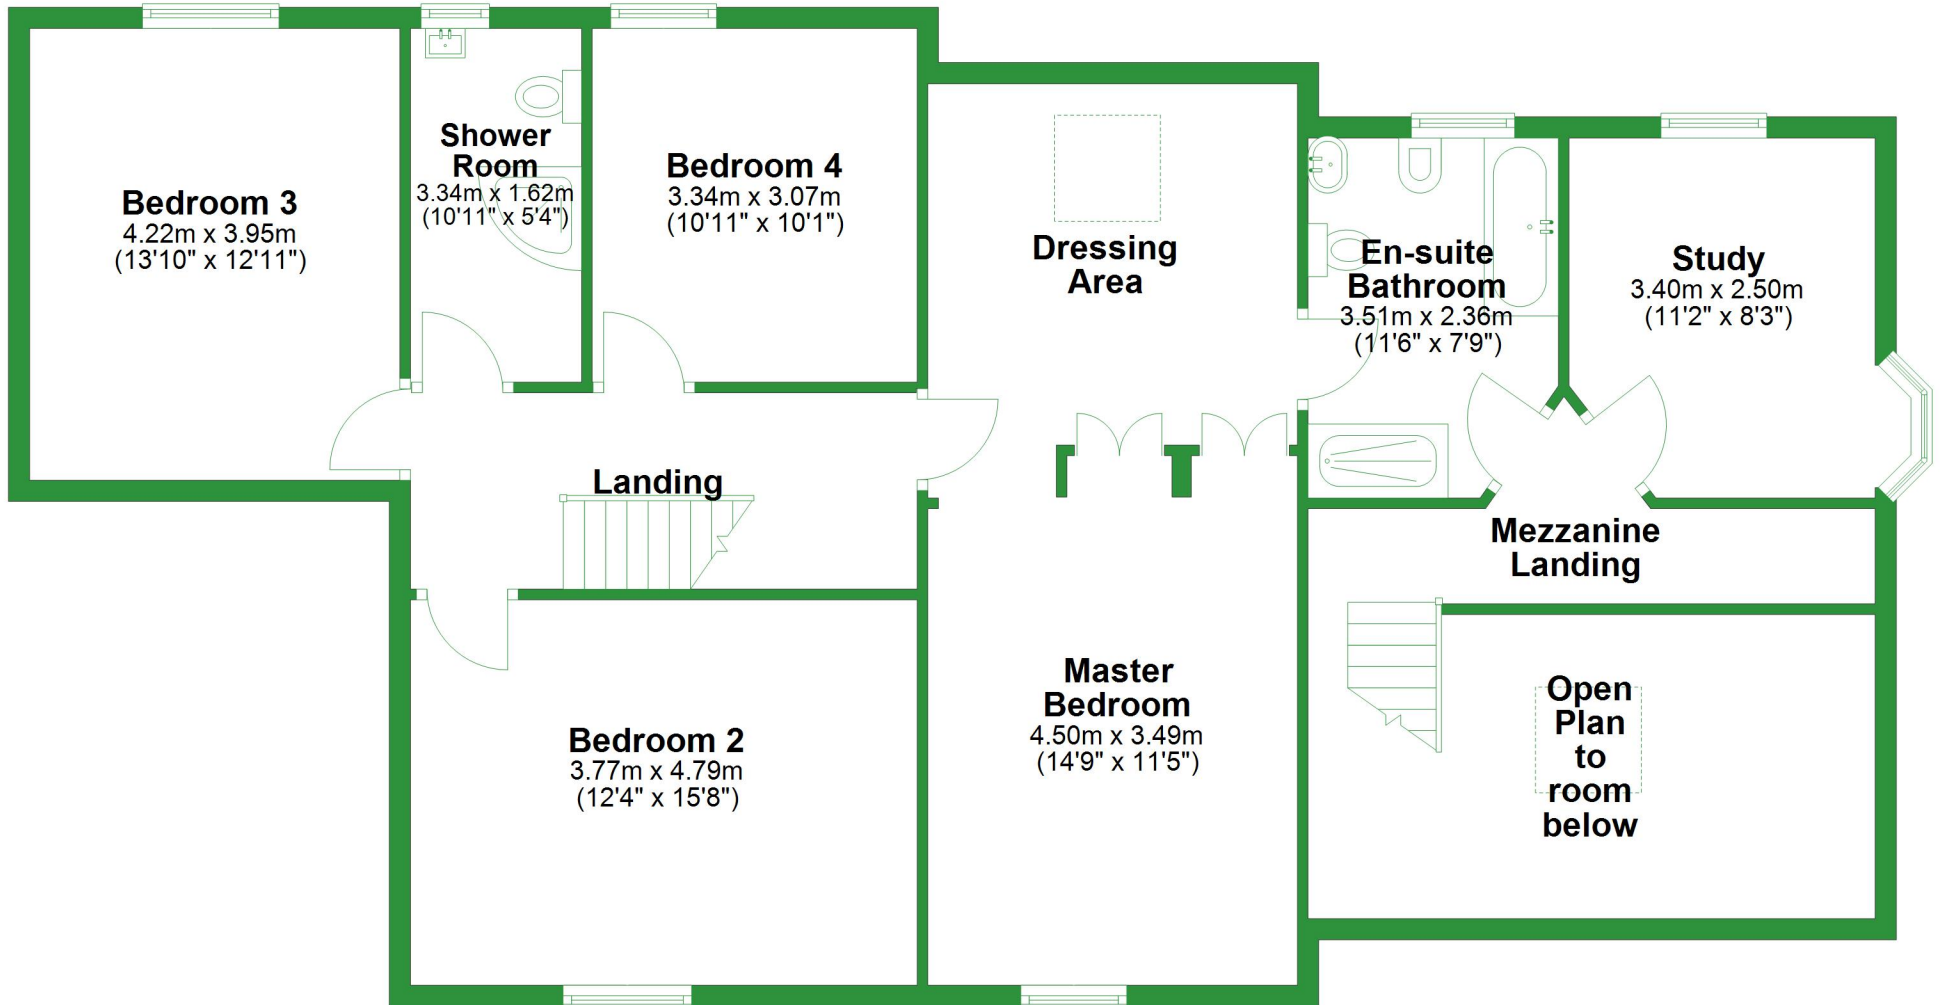 Bedroom 3
4.22m x 3.95m
(13'10" x 12'11")
Shower
Room
3.34m x 1.62m
(10'11" x 5'4")
Bedroom 4
3.34m x 3.07m
(10'11" x 10'1")
Dressing
Area
En-suite
Bathroom
3.51m x 2.36m
(11'6" x 7'9")
Study
3.40m x 2.50m
(11'2" x 8'3")
Landing
Mezzanine
Landing
Bedroom 2
3.77m x 4.79m
(12'4" x 15'8")
Master
Bedroom
4.50m x 3.49m
(14'9" x 11'5")
Open
Plan
to
room
below